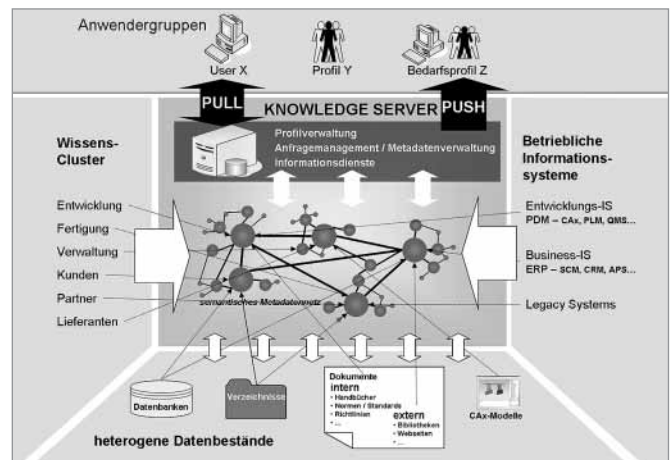 Anwendergruppen
User X
Profil Y
Bedarfsprofil Z
PULL
KNOWLEDGE SERVER
PUSH
Profilverwaltung
Anfragemanagement / Metadatenverwaltung
Informationsdienste
Wissens-
Cluster
Entwicklung
Fertigung
Verwaltung
Kunden
Partner
Lieferanten
Betriebliche
Informations-
systeme
Entwicklungs-IS
PDM – CAx, PLM, QMS...
Business-IS
ERP – SCM, CRM, APS...
Legacy Systems
semantisches Metadatennetz
Datenbanken
Verzeichnisse
Dokumente
intern
• Handbücher
• Normen / Standards
• Richtlinien
• ...
extern
• Bibliotheken
• Webseiten
• ...
CAx-Modelle
heterogene Datenbestände